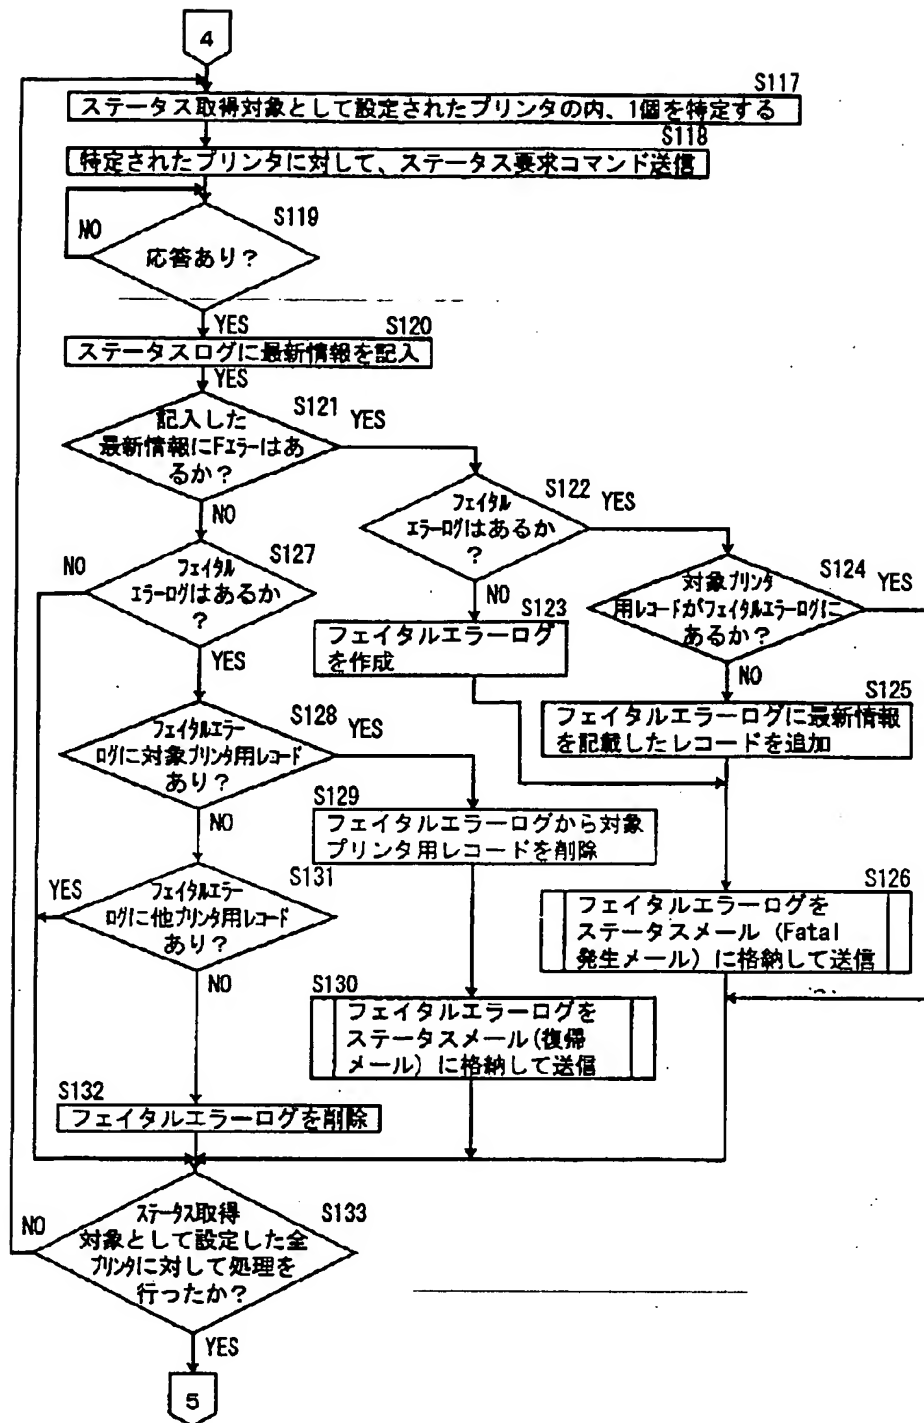 4
S117
ステータス取得対象として設定されたプリンタの内、1個を特定する
S118
特定されたプリンタに対して、ステータス要求コマンド送信
S119
NO
応答あり?
YES
S120
ステータスログに最新情報を記入
YES
S121
YES
記入した
最新情報にFエラーはあ
るか?
NO
S122
YES
フェイタル
エラーログはあるか
?
NO
S127
NO
フェイタル
エラーログはあるか
?
YES
S123
フェイタルエラーログ
を作成
S124
YES
対象プリンタ
用レコードがフェイタルエラーログに
あるか?
NO
S125
フェイタルエラーログに最新情報
を記載したレコードを追加
S128
YES
フェイタルエラー
ログに対象プリンタ用レコード
あり?
NO
S129
フェイタルエラーログから対象
プリンタ用レコードを削除
S131
YES
フェイタルエラー
ログに他プリンタ用レコード
あり?
NO
S126
フェイタルエラーログを
ステータスメール(Fatal
発生メール)に格納して送信
S130
フェイタルエラーログを
ステータスメール(復帰
メール)に格納して送信
S132
フェイタルエラーログを削除
S133
NO
ステータス取得
対象として設定した全
プリンタに対して処理を
行ったか?
YES
5